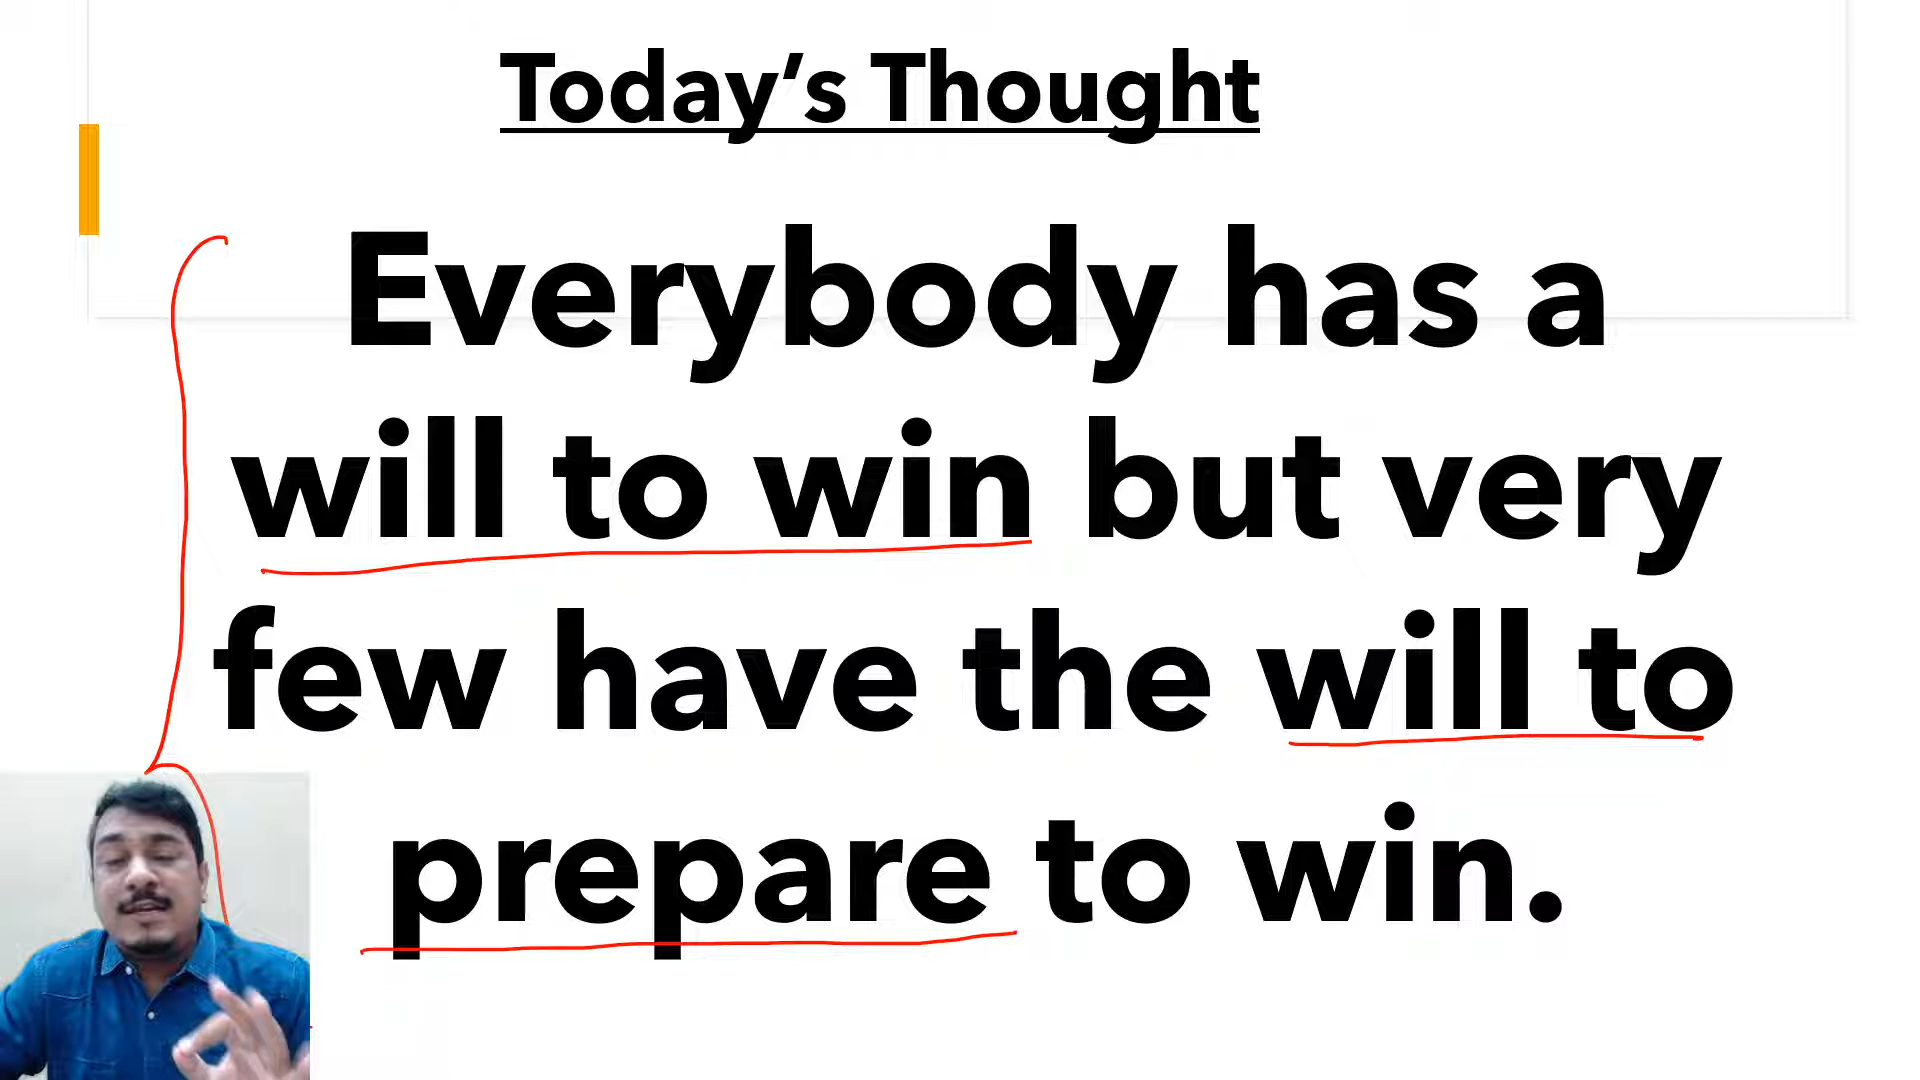 Today’s Thought
Everybody has a
will to win but very
few have the will to
prepare to win.